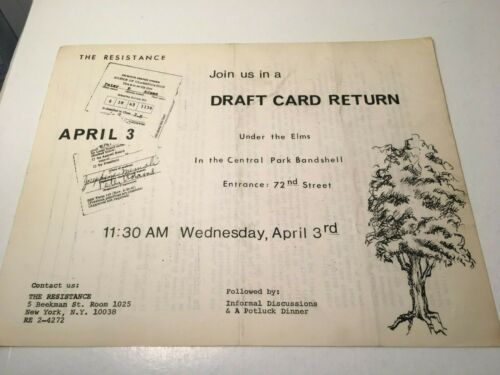 THE RESISTANCE
Join us in a
DRAFT CARD RETURN
APRIL 3
Under the Elms
In the Central Park Bandshell
Entrance: 72nd Street
11:30 AM Wednesday, April 3rd
Contact us:
THE RESISTANCE
5 Beekman St. Room 1025
New York, N.Y. 10038
RE 2-4272
Followed by:
Informal Discussions
& A Potluck Dinner